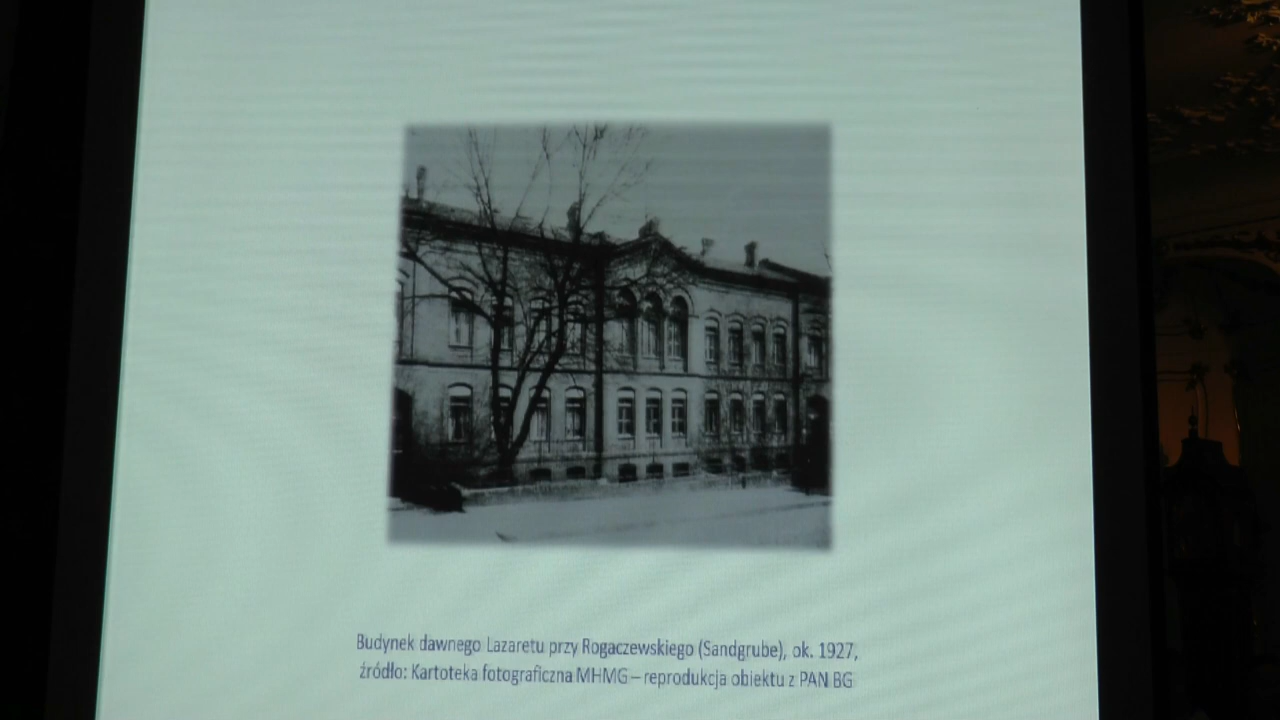 Budynek dawnego Lazaretu przy Rogaczewskiego (Sandgrube), ok. 1927,
źródło: Kartoteka fotograficzna MHMG – reprodukcja obiektu z PAN BG